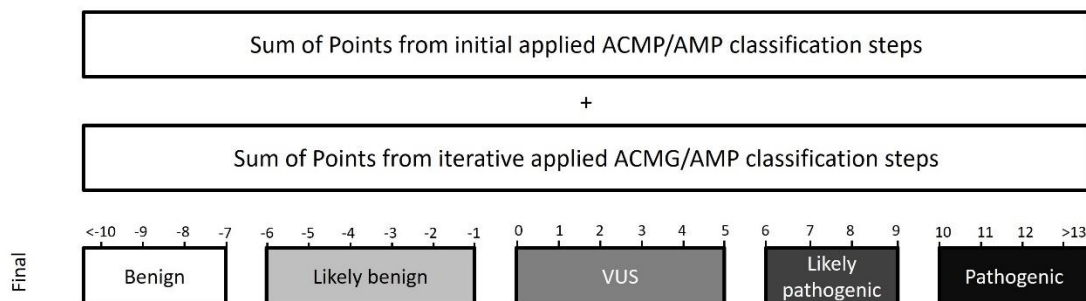 Sum of Points from initial applied ACMP/AMP classification steps
+
Sum of Points from iterative applied ACMG/AMP classification steps
<-10 -9 -8 -7 -6 -5 -4 -3 -2 -1 0 1 2 3 4 5 6 7 8 9 10 11 12 >13
Final
Benign Likely benign VUS Likely pathogenic Pathogenic